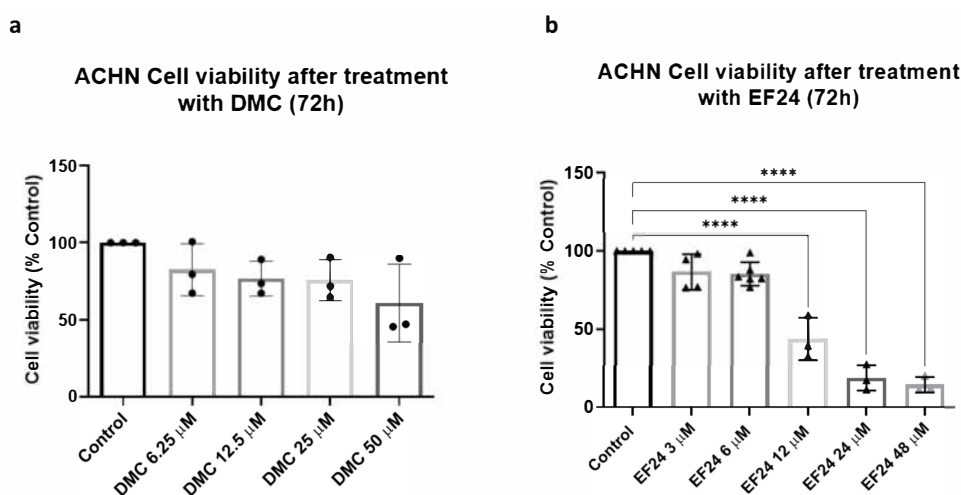 a
ACHN Cell viability after treatment
with DMC (72h)
Cell viability (% Control)
150
100
50
0
Control
DMC 6.25 μM
DMC 12.5 μM
DMC 25 μM
DMC 50 μM
b
ACHN Cell viability after treatment
with EF24 (72h)
Cell viability (% Control)
150
100
50
0
****
****
****
Control
EF24 3 μM
EF24 6 μM
EF24 12 μM
EF24 24 μM
EF24 48 μM